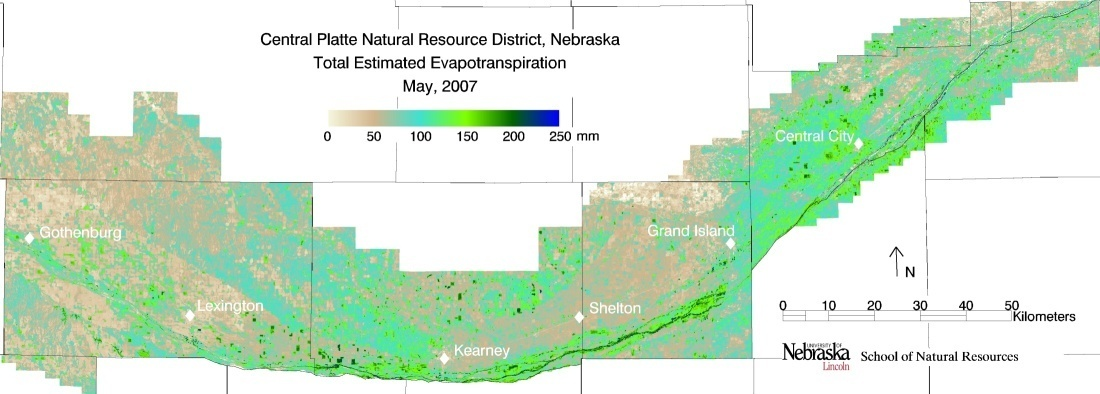 Central Platte Natural Resource District, Nebraska
Total Estimated Evapotranspiration
May, 2007
0 50 100 150 200 250 mm
Central City
Gothenburg
Grand Island
Lexington
Shelton
Kearney
N
0 10 20 30 40 50
Kilometers
UNIVERSITY OF
Nebraska
Lincoln
School of Natural Resources